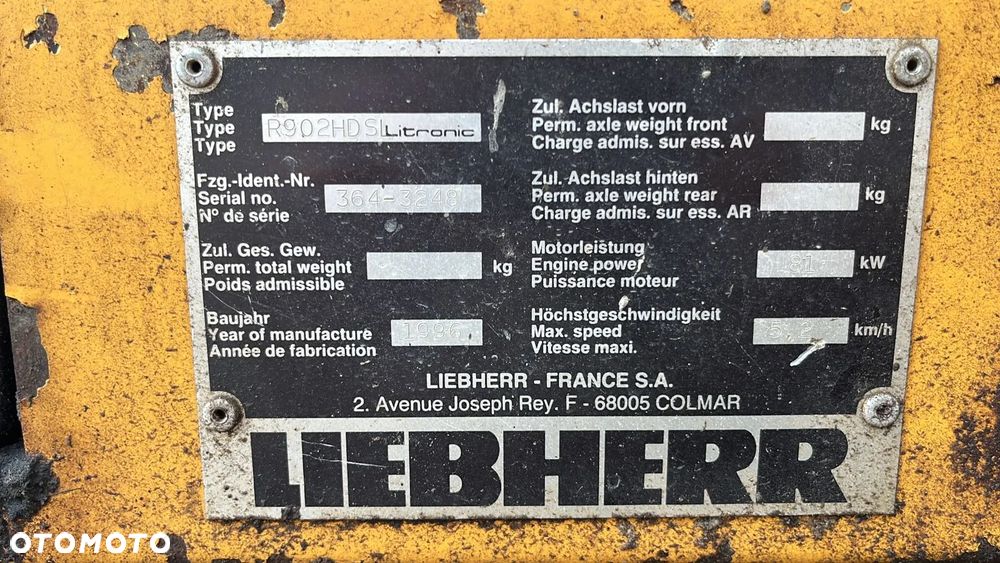 Type
Type R902HDSL Litronic
Type
Fzg.-Ident.-Nr.
Serial no. 364-3248
N° de série
Zul. Ges. Gew.
Perm. total weight kg
Poids admissible
Baujahr
Year of manufacture 1996
Année de fabrication
Zul. Achslast vorn
Perm. axle weight front kg
Charge admis. sur ess. AV
Zul. Achslast hinten
Perm. axle weight rear kg
Charge admis. sur ess. AR
Motorleistung
Engine power 81 kW
Puissance moteur
Höchstgeschwindigkeit
Max. speed 5,2 km/h
Vitesse maxi.
LIEBHERR - FRANCE S.A.
2. Avenue Joseph Rey. F - 68005 COLMAR
LIEBHERR
OTOMOTO